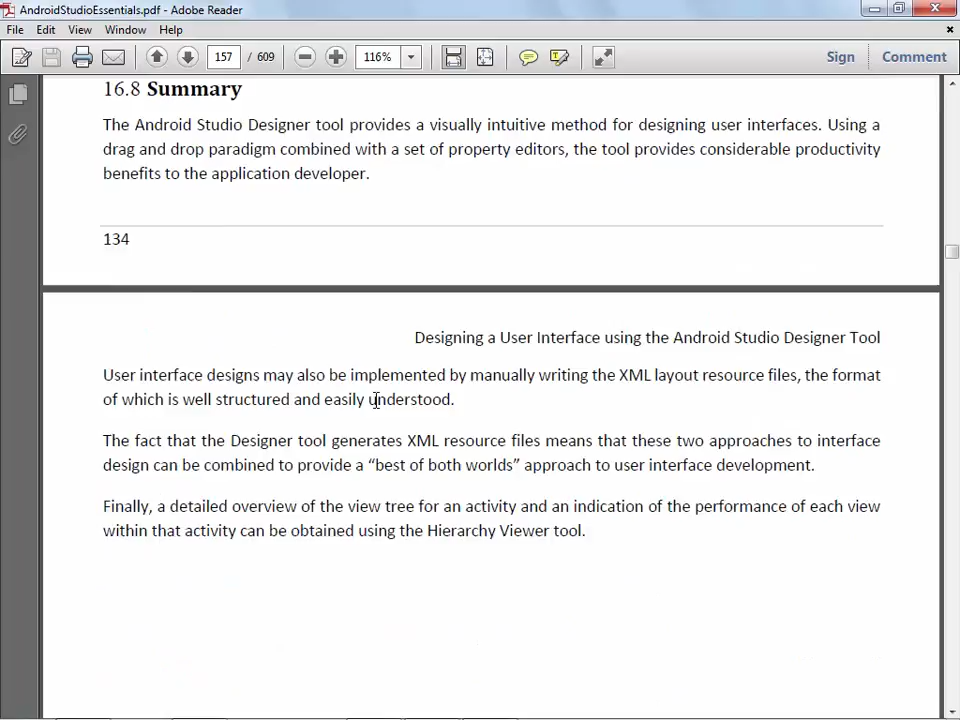 AndroidStudioEssentials.pdf - Adobe Reader
File Edit View Window Help
157 / 609 116% Sign Comment
16.8 Summary
The Android Studio Designer tool provides a visually intuitive method for designing user interfaces. Using a
drag and drop paradigm combined with a set of property editors, the tool provides considerable productivity
benefits to the application developer.
134
Designing a User Interface using the Android Studio Designer Tool
User interface designs may also be implemented by manually writing the XML layout resource files, the format
of which is well structured and easily understood.
The fact that the Designer tool generates XML resource files means that these two approaches to interface
design can be combined to provide a “best of both worlds” approach to user interface development.
Finally, a detailed overview of the view tree for an activity and an indication of the performance of each view
within that activity can be obtained using the Hierarchy Viewer tool.